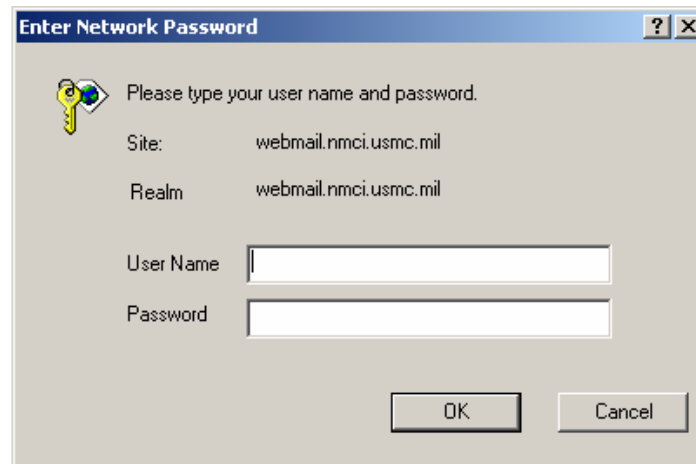 Enter Network Password
Please type your user name and password.
Site: webmail.nmci.usmc.mil
Realm webmail.nmci.usmc.mil
User Name
Password
OK Cancel